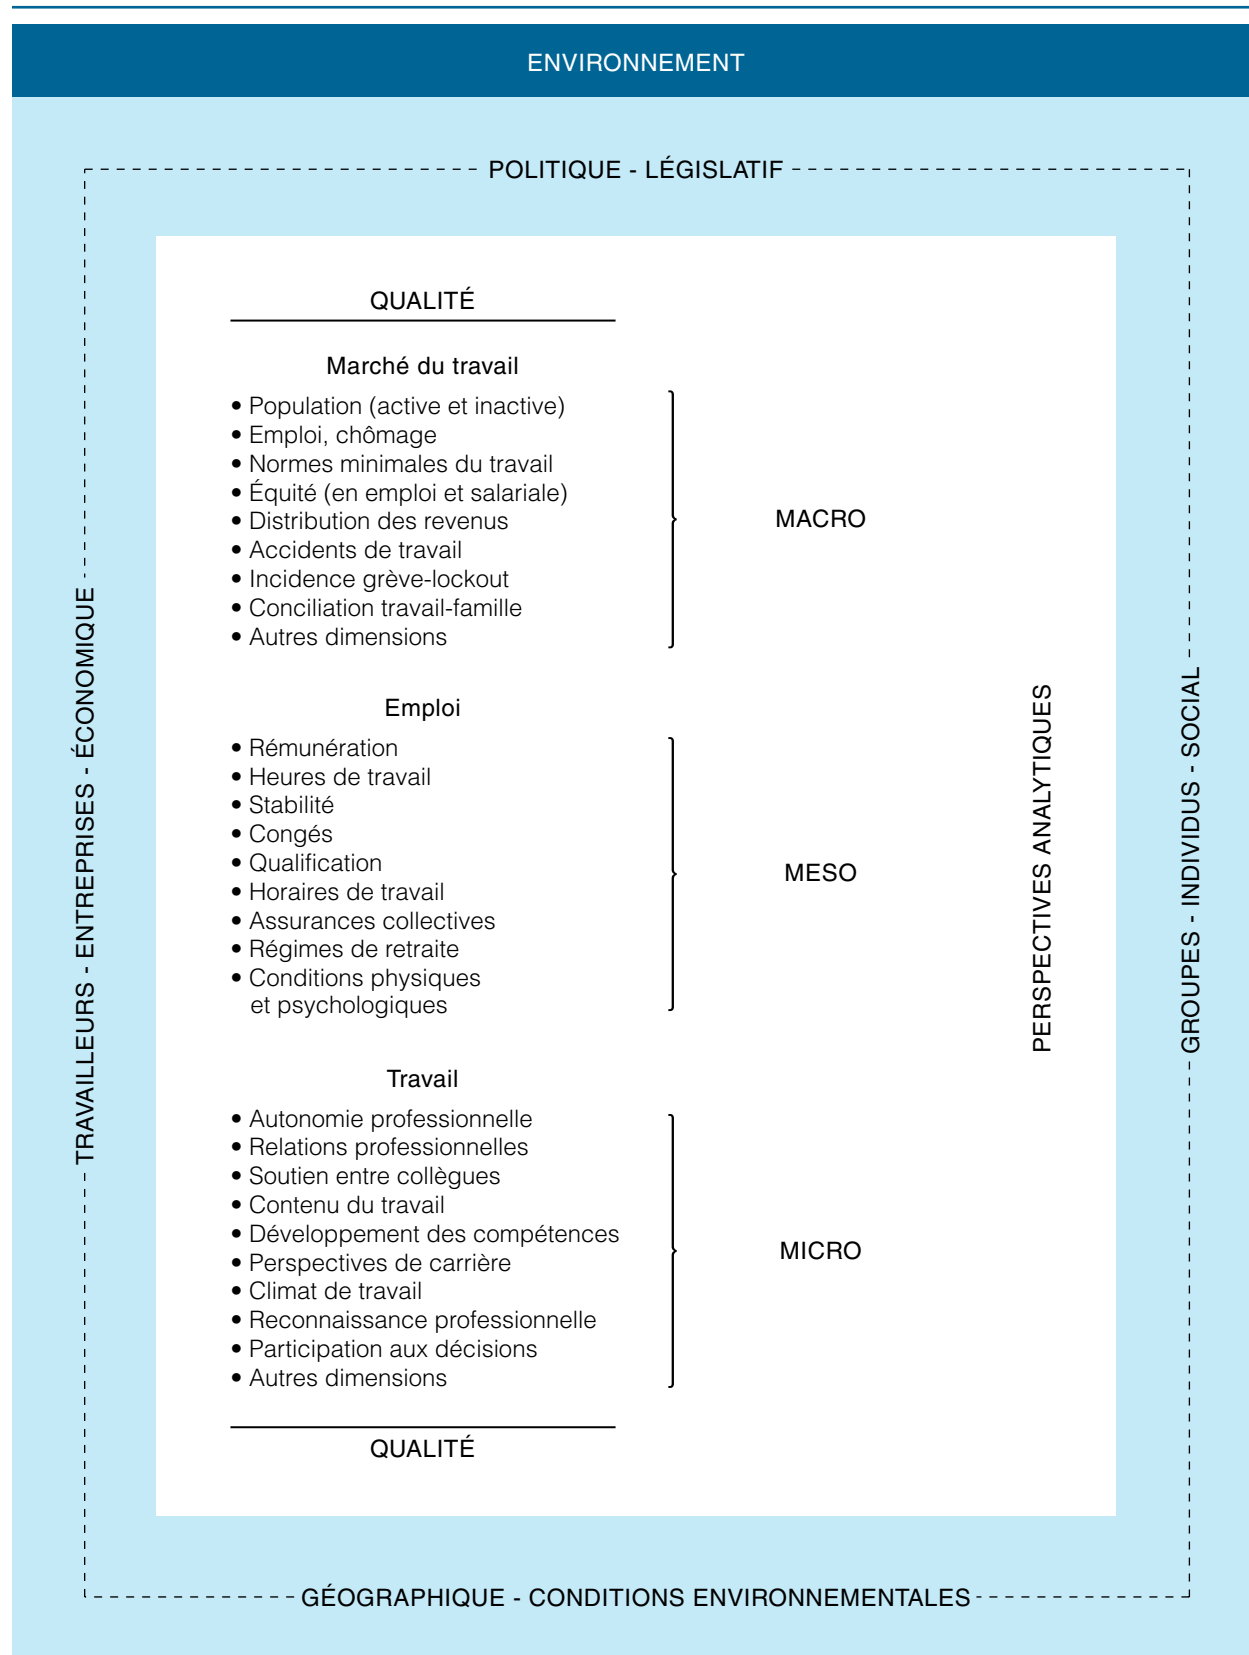 ENVIRONNEMENT
POLITIQUE - LÉGISLATIF
TRAVAILLEURS - ENTREPRISES - ÉCONOMIQUE
QUALITÉ
Marché du travail
• Population (active et inactive)
• Emploi, chômage
• Normes minimales du travail
• Équité (en emploi et salariale)
• Distribution des revenus
• Accidents de travail
• Incidence grève-lockout
• Conciliation travail-famille
• Autres dimensions
MACRO
Emploi
• Rémunération
• Heures de travail
• Stabilité
• Congés
• Qualification
• Horaires de travail
• Assurances collectives
• Régimes de retraite
• Conditions physiques
et psychologiques
MESO
Travail
• Autonomie professionnelle
• Relations professionnelles
• Soutien entre collègues
• Contenu du travail
• Développement des compétences
• Perspectives de carrière
• Climat de travail
• Reconnaissance professionnelle
• Participation aux décisions
• Autres dimensions
MICRO
QUALITÉ
PERSPECTIVES ANALYTIQUES
GROUPES - INDIVIDUS - SOCIAL
GÉOGRAPHIQUE - CONDITIONS ENVIRONNEMENTALES